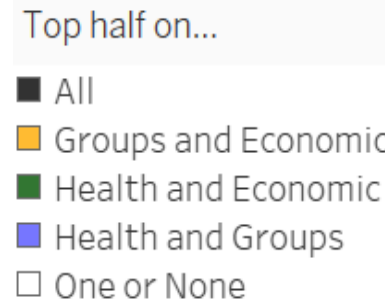 Top half on...
All
Groups and Economic
Health and Economic
Health and Groups
One or None